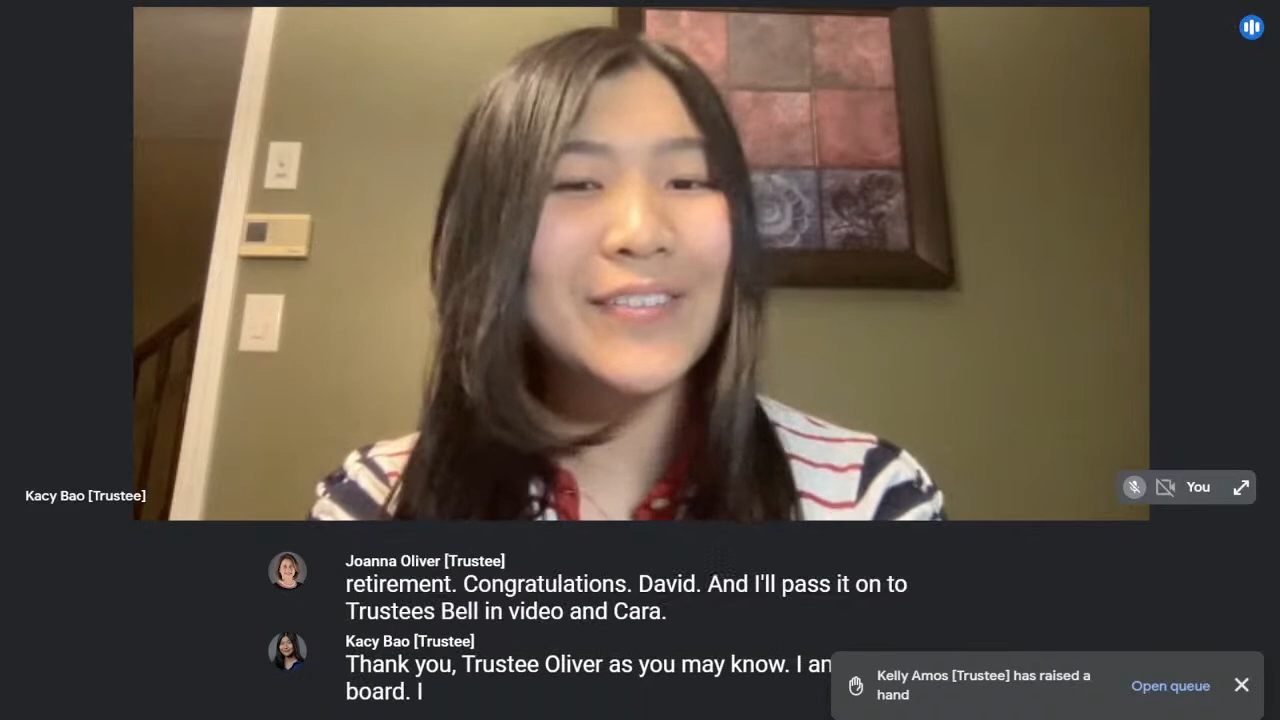 Kacy Bao [Trustee]
You
Joanna Oliver [Trustee]
retirement. Congratulations. David. And I'll pass it on to
Trustees Bell in video and Cara.
Kacy Bao [Trustee]
Thank you, Trustee Oliver as you may know. I
board. I
Kelly Amos [Trustee] has raised a
hand
Open queue